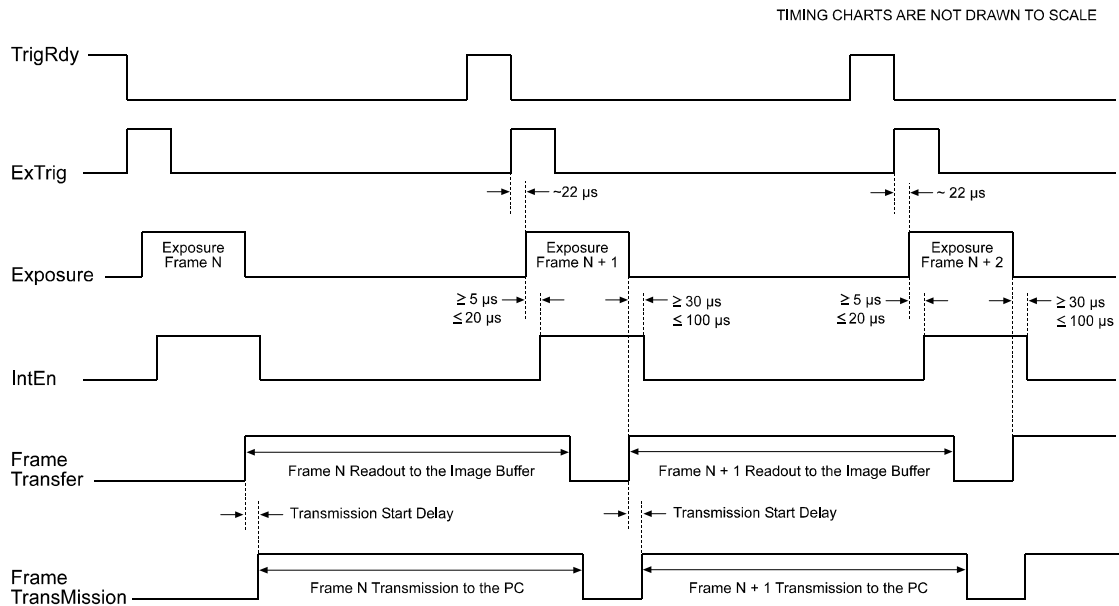 TIMING CHARTS ARE NOT DRAWN TO SCALE
TrigRdy
ExTrig
~22 µs
~ 22 µs
Exposure
Frame N
Exposure
Frame N + 1
Exposure
Frame N + 2
Exposure
≥ 5 µs
≤ 20 µs
≥ 30 µs
≤ 100 µs
≥ 5 µs
≤ 20 µs
≥ 30 µs
≤ 100 µs
IntEn
Frame
Transfer
Frame N Readout to the Image Buffer
Frame N + 1 Readout to the Image Buffer
Transmission Start Delay
Transmission Start Delay
Frame
TransMission
Frame N Transmission to the PC
Frame N + 1 Transmission to the PC